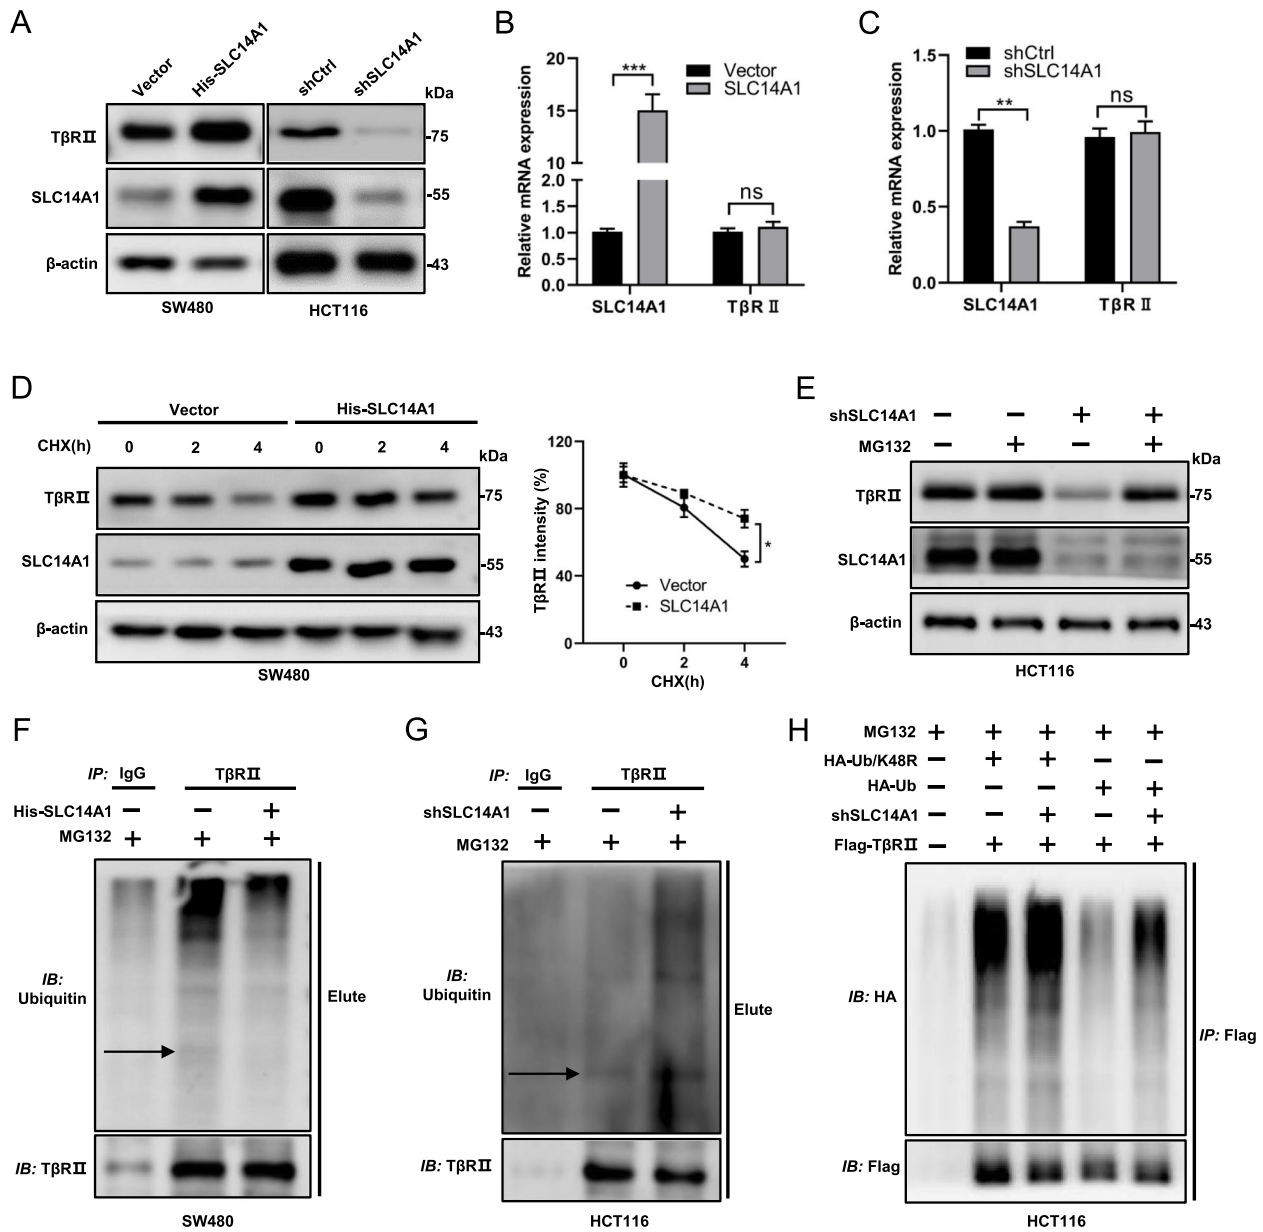 A
Vector
His-SLC14A1
shCtrl
shSLC14A1
kDa
TβRⅡ
-75
SLC14A1
-55
β-actin
-43
SW480
HCT116
B
Relative mRNA expression
20
15
10
2.0
1.5
1.0
0.5
0.0
***
ns
Vector
SLC14A1
SLC14A1
TβRⅡ
C
Relative mRNA expression
1.5
1.0
0.5
0.0
shCtrl
shSLC14A1
**
ns
SLC14A1
TβRⅡ
D
Vector
His-SLC14A1
CHX(h)
0 2 4 0 2 4
kDa
TβRⅡ
-75
SLC14A1
-55
β-actin
-43
SW480
TβRⅡ intensity (%)
120
80
40
0
*
Vector
SLC14A1
0 2 4
CHX(h)
E
shSLC14A1 − − + +
MG132 − + − +
kDa
TβRⅡ
-75
SLC14A1
-55
β-actin
-43
HCT116
F
IP: IgG TβRⅡ
His-SLC14A1 − − +
MG132 + + +
IB:
Ubiquitin
Elute
IB: TβRⅡ
SW480
G
IP: IgG TβRⅡ
shSLC14A1 − − +
MG132 + + +
IB:
Ubiquitin
Elute
IB: TβRⅡ
HCT116
H
MG132 + + + + +
HA-Ub/K48R − + + − −
HA-Ub − − − + +
shSLC14A1 − − + − +
Flag-TβRⅡ − + + + +
IB: HA
IP: Flag
IB: Flag
HCT116